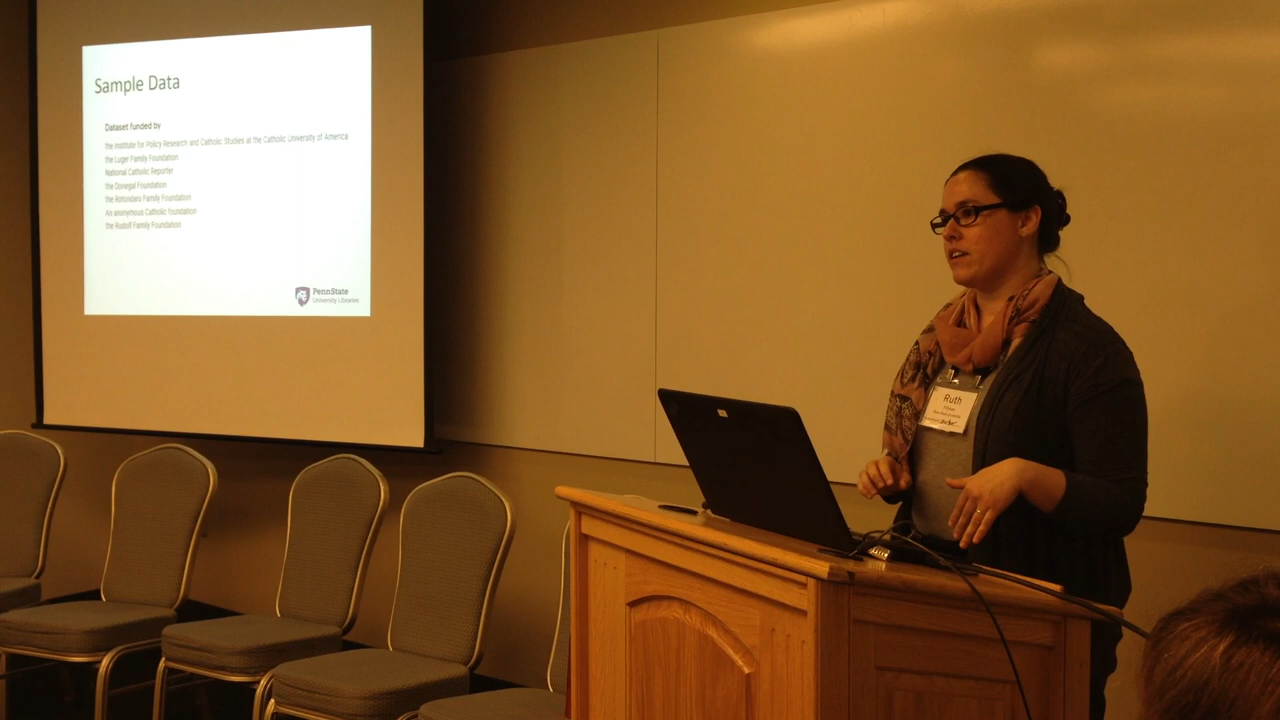 Sample Data
Dataset funded by
the Institute for Policy Research and Catholic Studies at the Catholic University of America
the Luger Family Foundation
National Catholic Reporter
the Donegal Foundation
the Rotondaro Family Foundation
An anonymous Catholic foundation
the Rudolf Family Foundation
PennState
University Libraries
Ruth